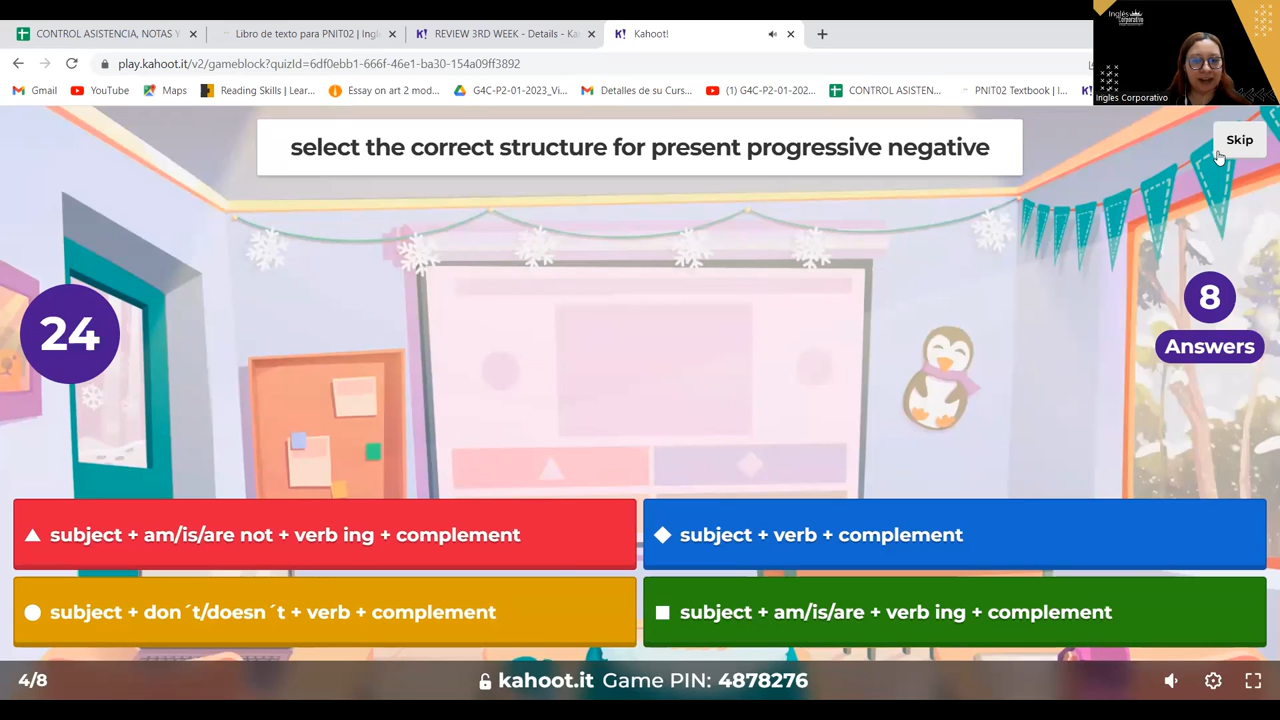 CONTROL ASISTENCIA, NOTAS Y
Libro de texto para PNIT02 | Ingl
REVIEW 3RD WEEK - Details - Ka
Kahoot!
play.kahoot.it/v2/gameblock?quizId=6df0ebb1-666f-46e1-ba30-154a09ff3892
Gmail
YouTube
Maps
Reading Skills | Lear...
Essay on art 2 mod...
G4C-P2-01-2023_Vi...
Detalles de su Curs...
(1) G4C-P2-01-202...
CONTROL ASISTEN...
PNIT02 Textbook | I...
Inglés
Corporativo
Ingles Corporativo
select the correct structure for present progressive negative
Skip
24
8
Answers
subject + am/is/are not + verb ing + complement
subject + verb + complement
subject + don´t/doesn´t + verb + complement
subject + am/is/are + verb ing + complement
4/8
kahoot.it Game PIN: 4878276